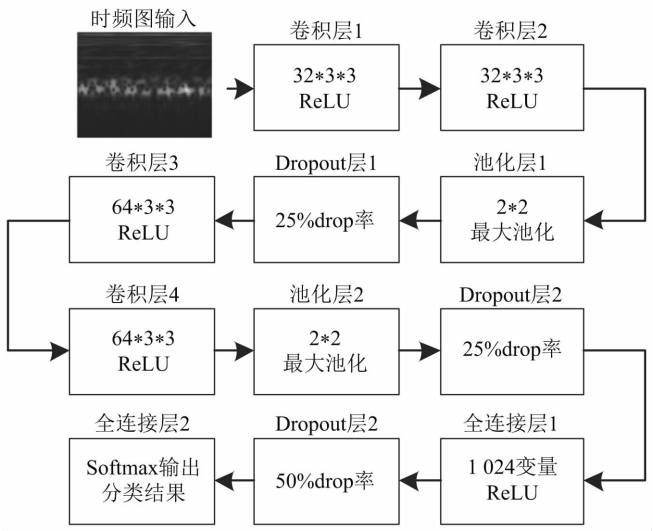 时频图输入
卷积层1
卷积层2
32*3*3
ReLU
32*3*3
ReLU
卷积层3
Dropout层1
池化层1
64*3*3
ReLU
25%drop率
2*2
最大池化
卷积层4
池化层2
Dropout层2
64*3*3
ReLU
2*2
最大池化
25%drop率
全连接层2
Dropout层2
全连接层1
Softmax输出
分类结果
50%drop率
1 024变量
ReLU